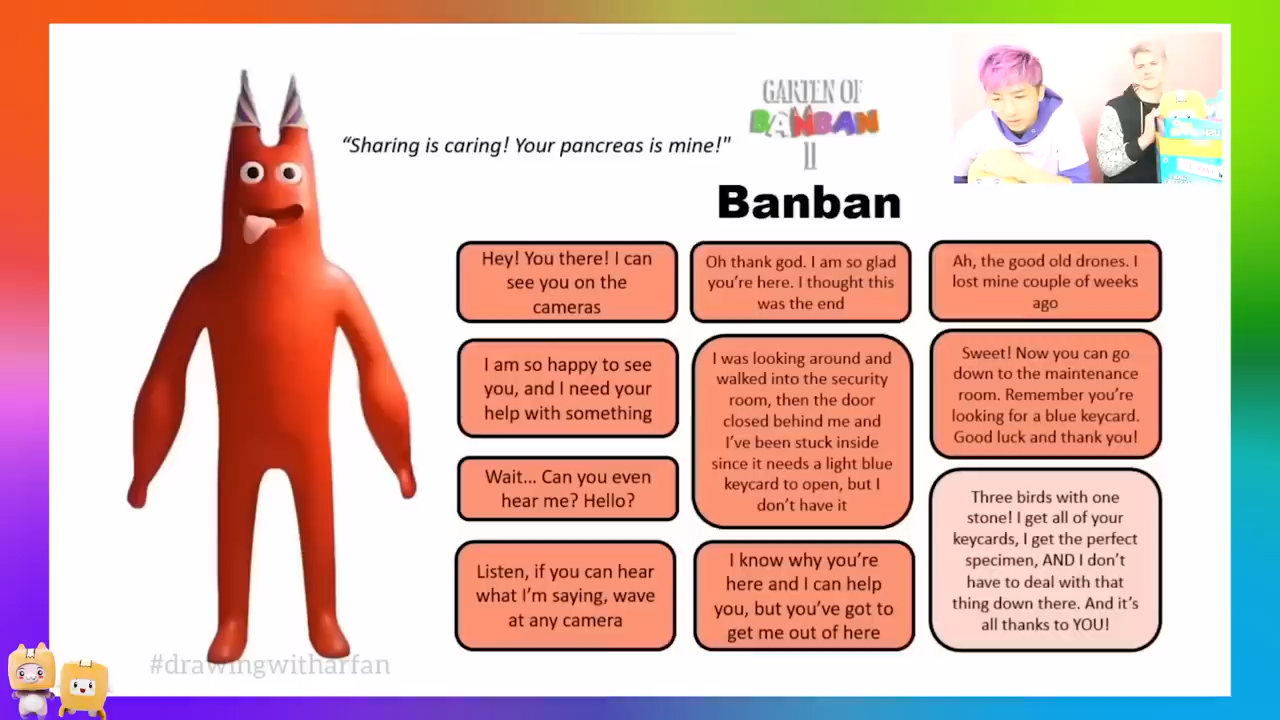 "Sharing is caring! Your pancreas is mine!"
GARTEN OF
BANBAN
II
Banban
Hey! You there! I can
see you on the
cameras
I am so happy to see
you, and I need your
help with something
Wait... Can you even
hear me? Hello?
Listen, if you can hear
what I'm saying, wave
at any camera
Oh thank god. I am so glad
you're here. I thought this
was the end
I was looking around and
walked into the security
room, then the door
closed behind me and
I've been stuck inside
since it needs a light blue
keycard to open, but I
don't have it
I know why you're
here and I can help
you, but you've got to
get me out of here
Ah, the good old drones. I
lost mine couple of weeks
ago
Sweet! Now you can go
down to the maintenance
room. Remember you're
looking for a blue keycard.
Good luck and thank you!
Three birds with one
stone! I get all of your
keycards, I get the perfect
specimen, AND I don't
have to deal with that
thing down there. And it's
all thanks to YOU!
#drawingwitharfan